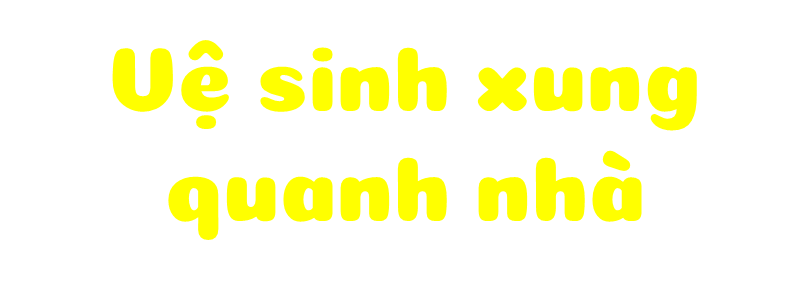 Vệ sinh xung
quanh nhà